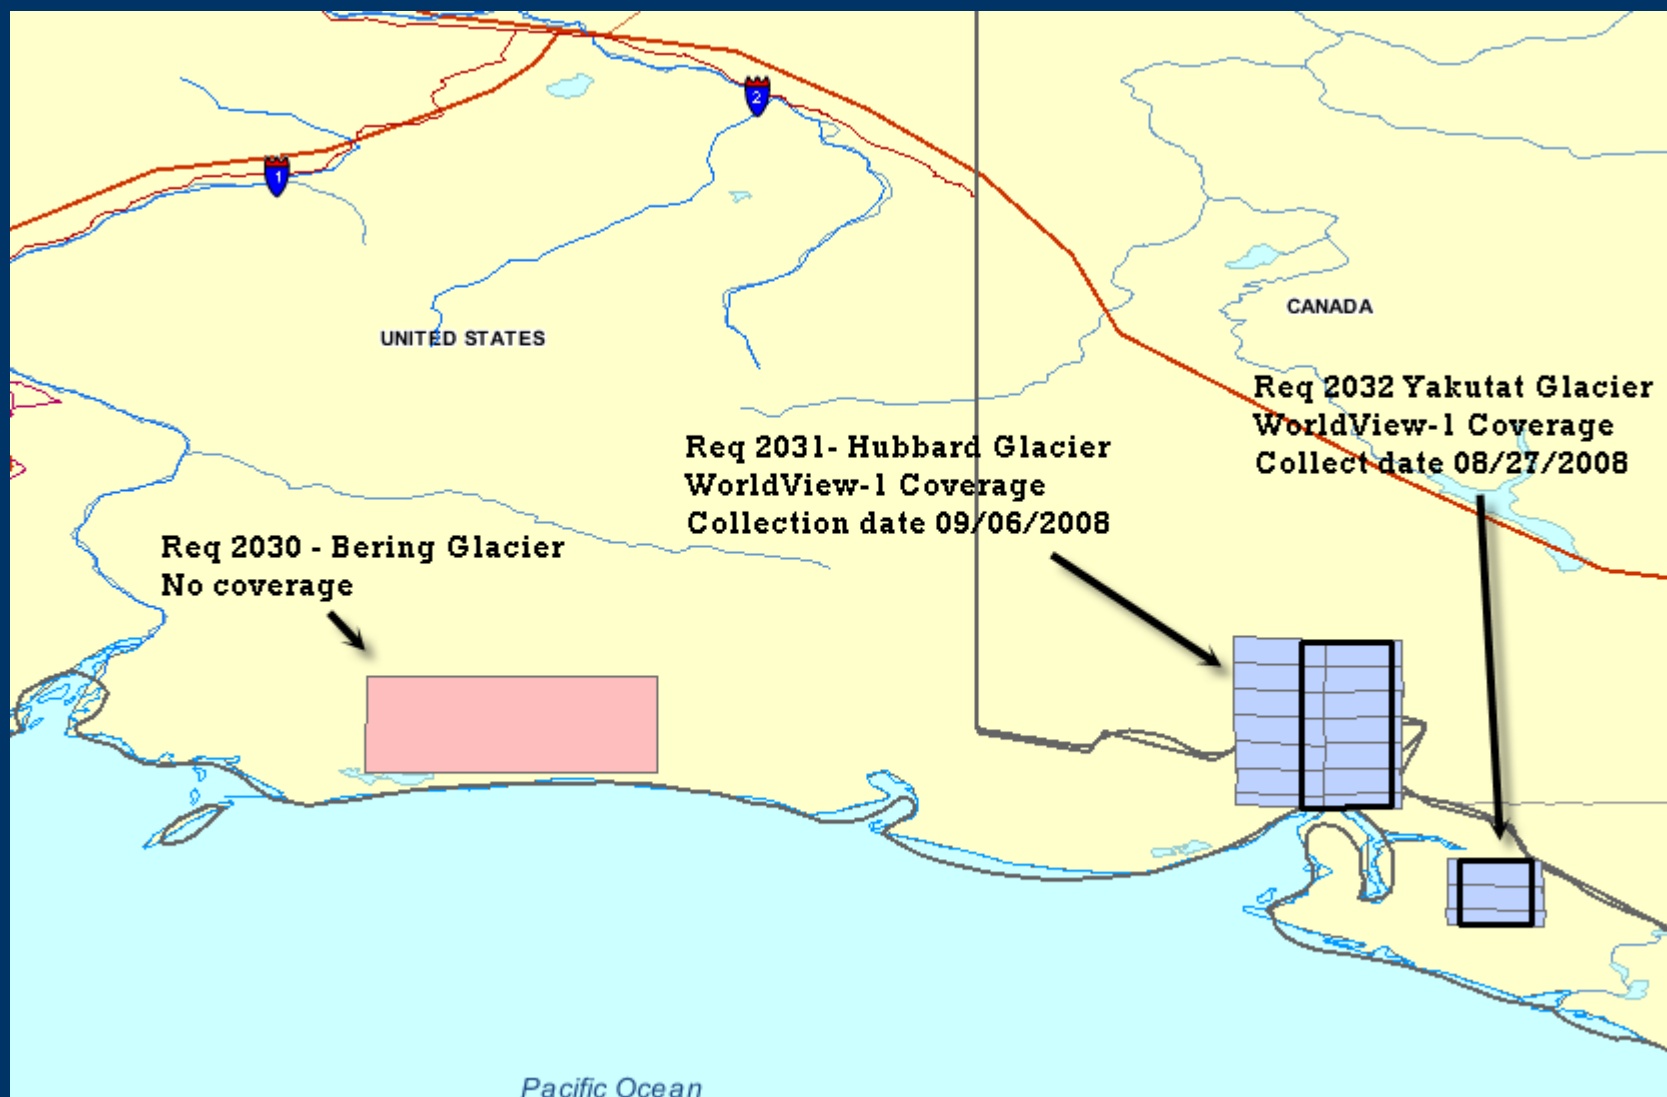 2
1
CANADA
UNITED STATES
Req 2032 Yakutat Glacier
WorldView-1 Coverage
Collect date 08/27/2008
Req 2031- Hubbard Glacier
WorldView-1 Coverage
Collection date 09/06/2008
Req 2030 - Bering Glacier
No coverage
Pacific Ocean